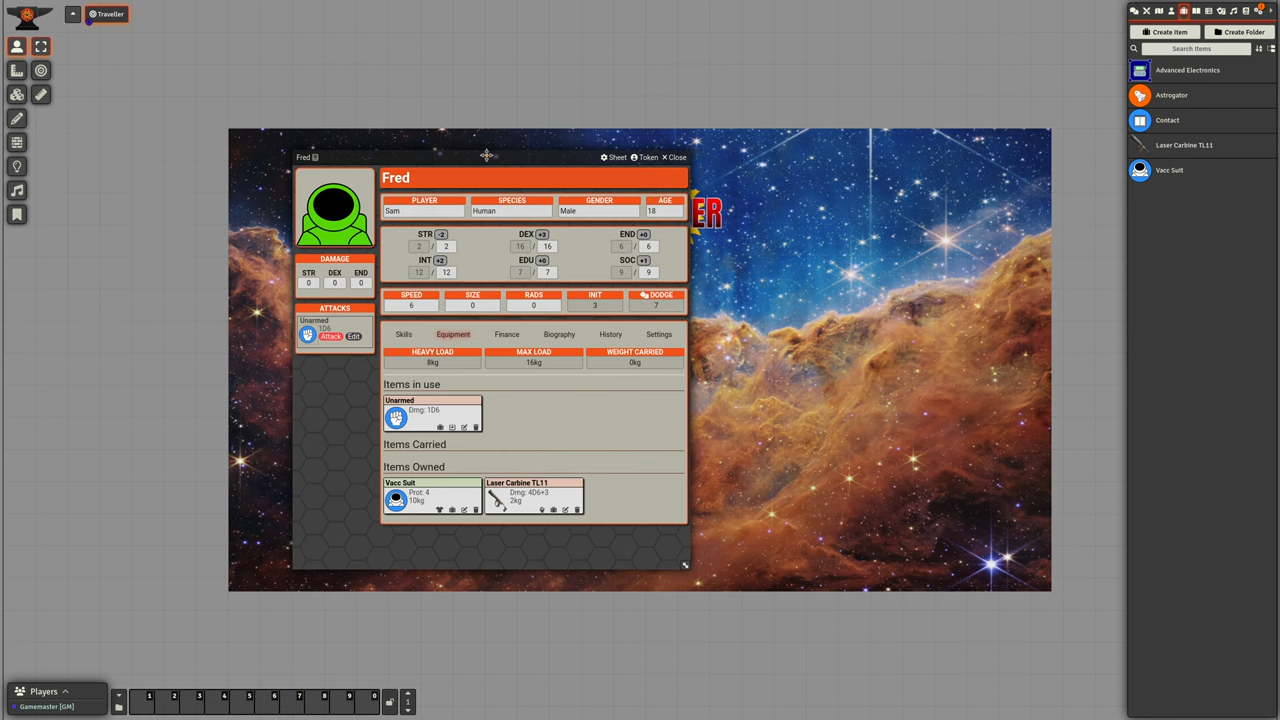 Traveller
Create Item
Create Folder
Search Items
Advanced Electronics
Astrogator
Contact
Laser Carbine TL11
Vacc Suit
Fred
Sheet
Token
Close
Fred
PLAYER
SPECIES
GENDER
AGE
Sam
Human
Male
18
ER
STR -2
DEX +3
END +0
2 / 2
16 / 16
6 / 6
INT +2
EDU +0
SOC +1
12 / 12
7 / 7
9 / 9
DAMAGE
STR DEX END
0 0 0
SPEED
SIZE
RADS
INIT
DODGE
6
0
0
3
7
ATTACKS
Unarmed
1D6
Attack Edit
Skills
Equipment
Finance
Biography
History
Settings
HEAVY LOAD
MAX LOAD
WEIGHT CARRIED
8kg
16kg
0kg
Items in use
Unarmed
Dmg: 1D6
Items Carried
Items Owned
Vacc Suit
Prot: 4
10kg
Laser Carbine TL11
Dmg: 4D6+3
2kg
Players
Gamemaster [GM]
1 2 3 4 5 6 7 8 9 0
1